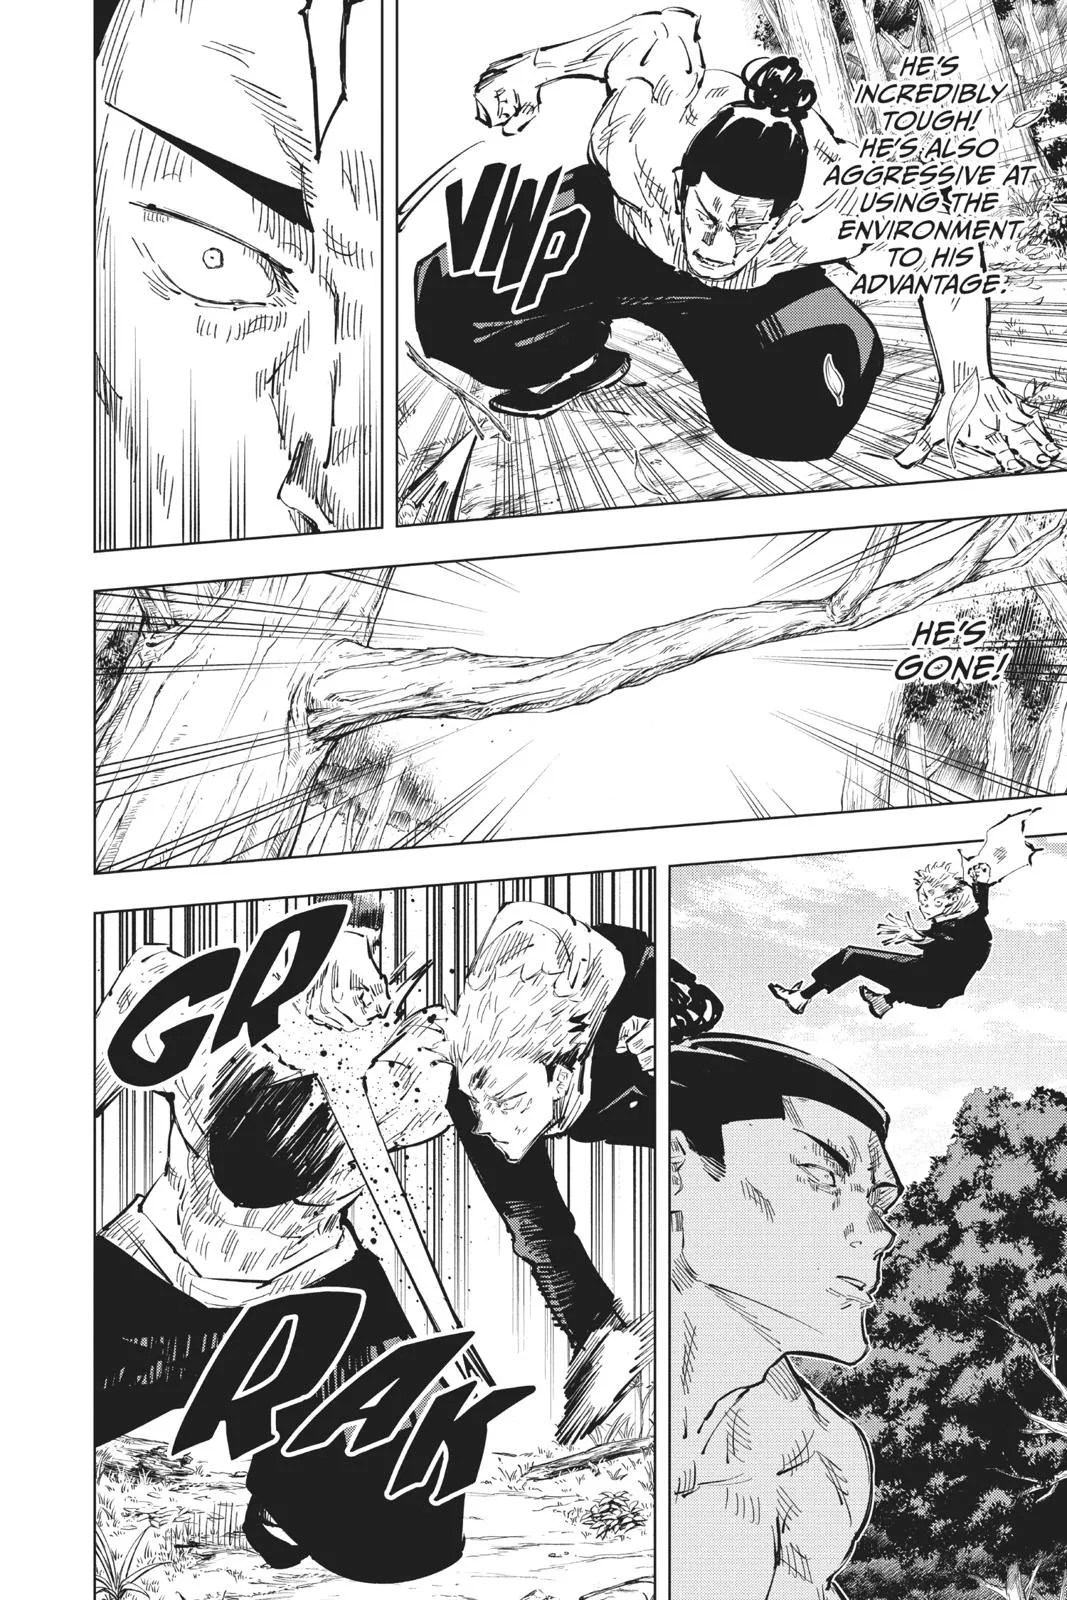 HE'S
INCREDIBLY
TOUGH!
HE'S ALSO
AGGRESSIVE AT
USING THE
ENVIRONMENT
TO HIS
ADVANTAGE.
VWP
HE'S
GONE!
GR
RAK